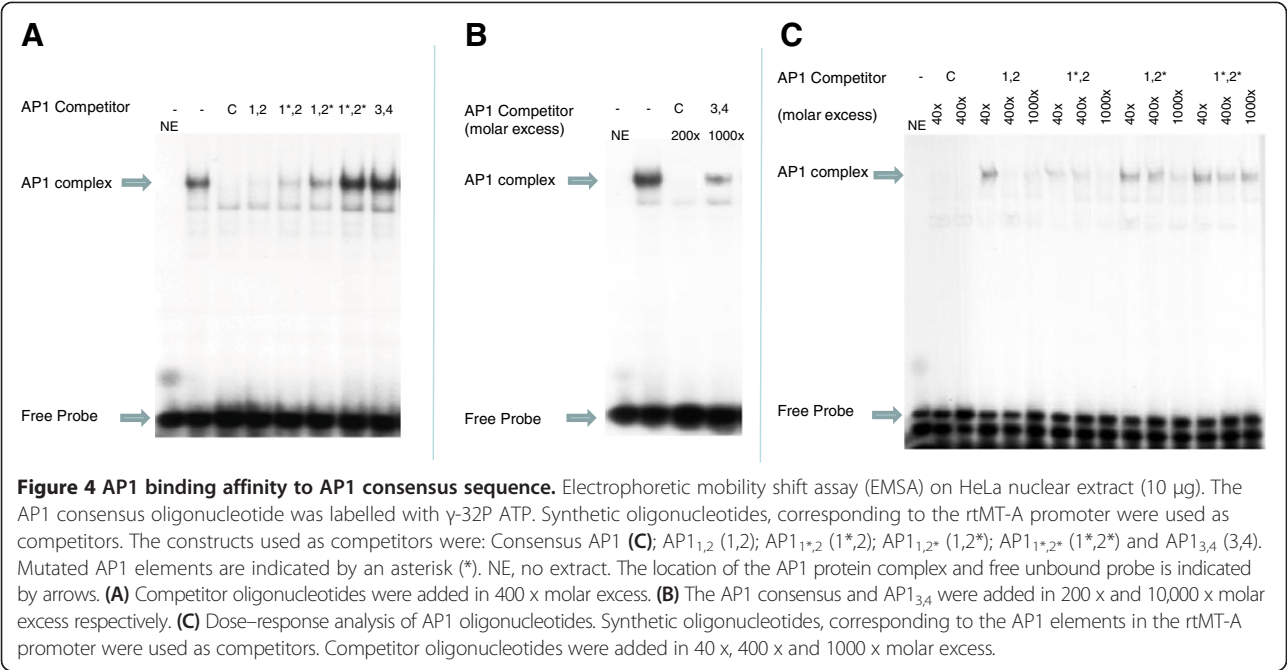 A
AP1 Competitor - - C 1,2 1*,2 1,2* 1*,2* 3,4
NE
AP1 complex
Free Probe
B
AP1 Competitor - - C 3,4
(molar excess) NE 200x 1000x
AP1 complex
Free Probe
C
AP1 Competitor - C 1,2 1*,2 1,2* 1*,2*
(molar excess) NE 40x 400x 40x 400x 1000x 40x 400x 1000x 40x 400x 1000x 40x 400x 1000x
AP1 complex
Free Probe
Figure 4 AP1 binding affinity to AP1 consensus sequence. Electrophoretic mobility shift assay (EMSA) on HeLa nuclear extract (10 μg). The
AP1 consensus oligonucleotide was labelled with γ-32P ATP. Synthetic oligonucleotides, corresponding to the rtMT-A promoter were used as
competitors. The constructs used as competitors were: Consensus AP1 (C); AP11,2 (1,2); AP11*,2 (1*,2); AP11,2* (1,2*); AP11*,2* (1*,2*) and AP13,4 (3,4).
Mutated AP1 elements are indicated by an asterisk (*). NE, no extract. The location of the AP1 protein complex and free unbound probe is indicated
by arrows. (A) Competitor oligonucleotides were added in 400 x molar excess. (B) The AP1 consensus and AP13,4 were added in 200 x and 10,000 x molar
excess respectively. (C) Dose–response analysis of AP1 oligonucleotides. Synthetic oligonucleotides, corresponding to the AP1 elements in the rtMT-A
promoter were used as competitors. Competitor oligonucleotides were added in 40 x, 400 x and 1000 x molar excess.